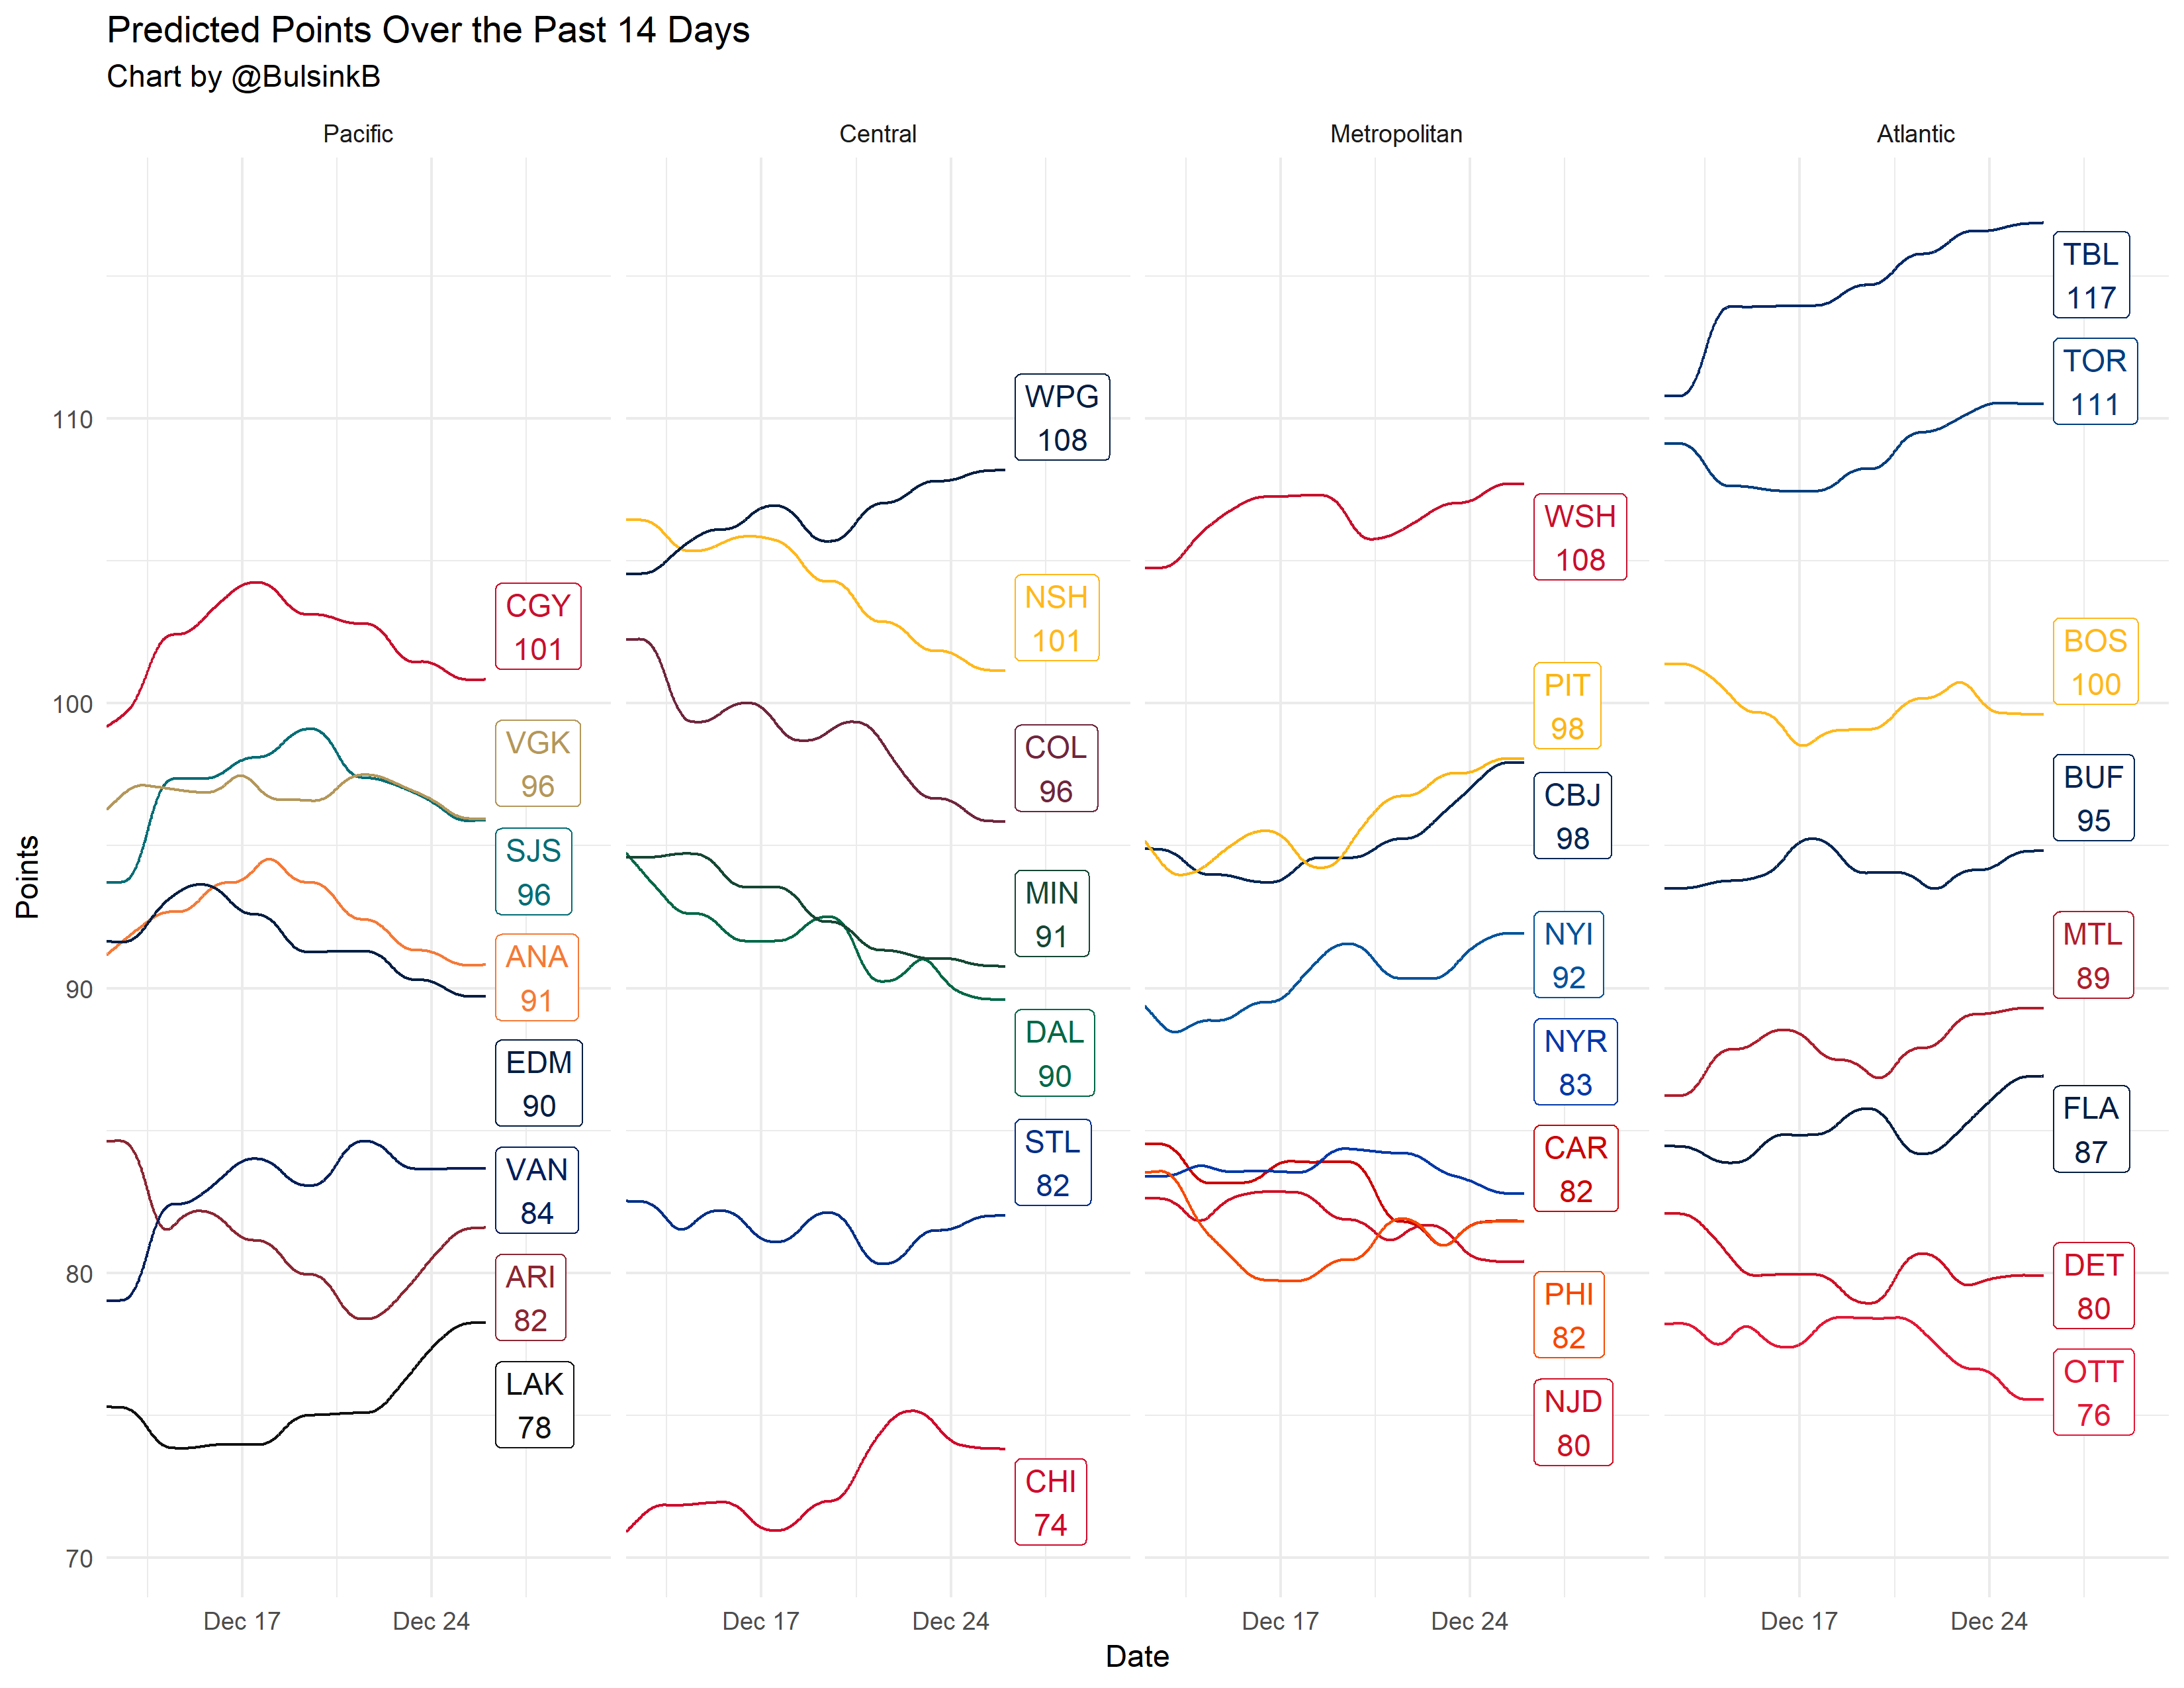 Predicted Points Over the Past 14 Days
Chart by @BulsinkB
Pacific
Central
Metropolitan
Atlantic
Points
110
100
90
80
70
CGY
101
VGK
96
SJS
96
ANA
91
EDM
90
VAN
84
ARI
82
LAK
78
WPG
108
NSH
101
COL
96
MIN
91
DAL
90
STL
82
CHI
74
WSH
108
PIT
98
CBJ
98
NYI
92
NYR
83
CAR
82
PHI
82
NJD
80
TBL
117
TOR
111
BOS
100
BUF
95
MTL
89
FLA
87
DET
80
OTT
76
Dec 17
Dec 24
Dec 17
Dec 24
Dec 17
Dec 24
Dec 17
Dec 24
Date